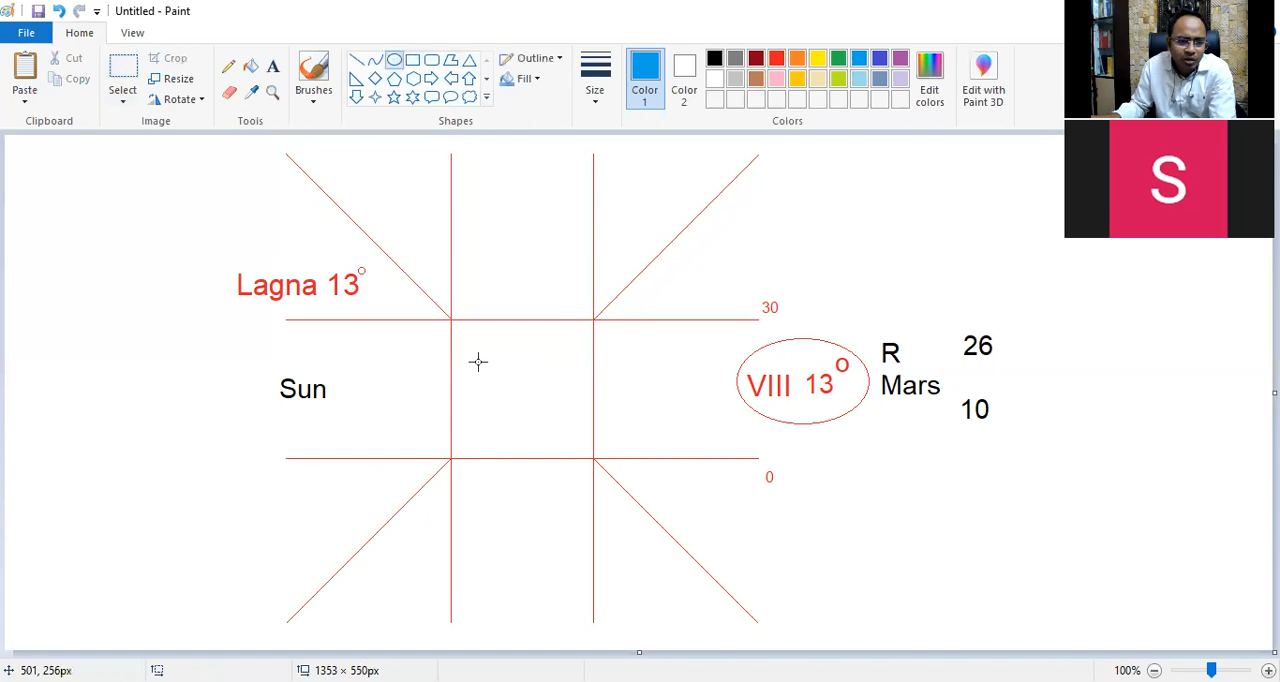 Untitled - Paint
File
Home
View
Paste
Cut
Copy
Clipboard
Select
Crop
Resize
Rotate
Image
A
Tools
Brushes
Shapes
Outline
Fill
Size
Color
1
Color
2
Edit
colors
Edit with
Paint 3D
Colors
S
Lagna 13°
30
Sun
VIII 13°
R
26
Mars
10
0
501, 256px
1353 × 550px
100%